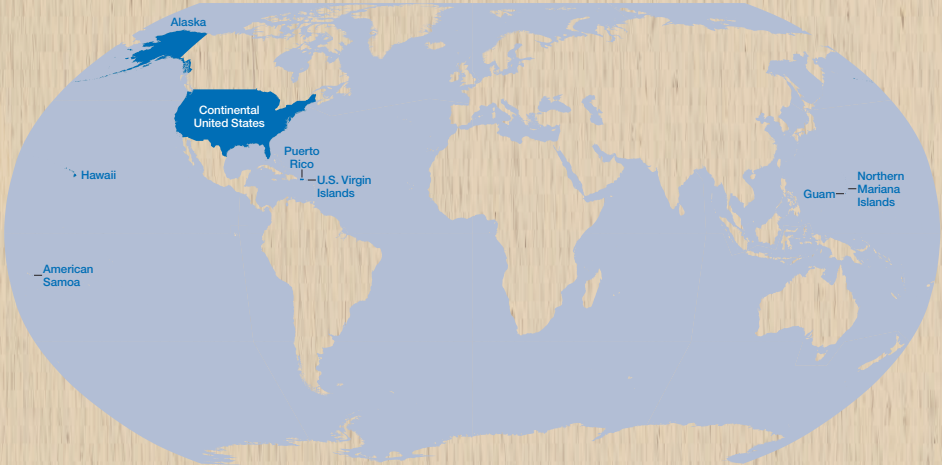 Alaska
Continental
United States
Puerto
Rico
U.S. Virgin
Islands
Hawaii
Northern
Mariana
Islands
Guam
American
Samoa